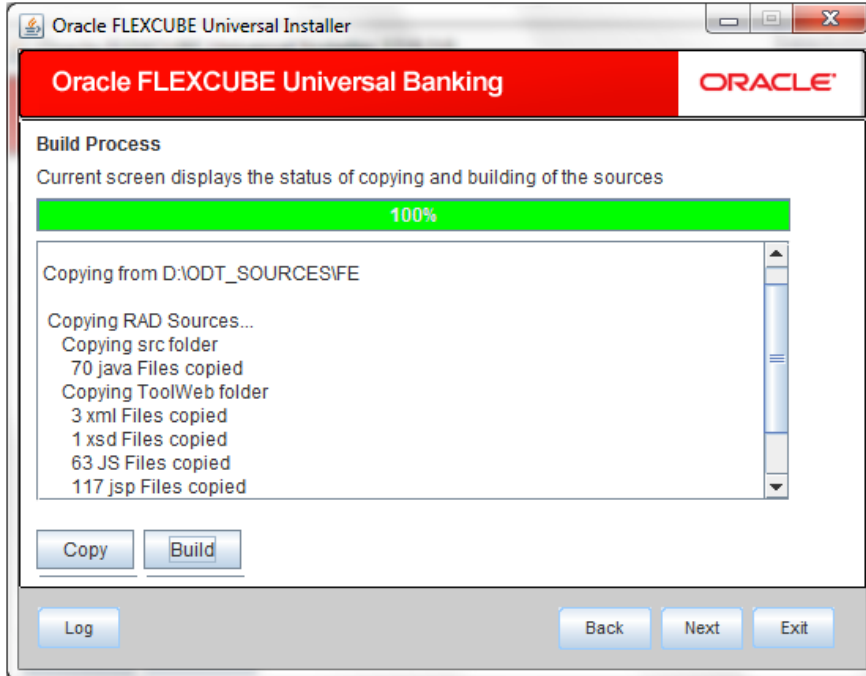 Oracle FLEXCUBE Universal Installer
Oracle FLEXCUBE Universal Banking
ORACLE
Build Process
Current screen displays the status of copying and building of the sources
100%
Copying from D:\ODT_SOURCES\FE
Copying RAD Sources...
Copying src folder
70 java Files copied
Copying ToolWeb folder
3 xml Files copied
1 xsd Files copied
63 JS Files copied
117 jsp Files copied
Copy Build
Log Back Next Exit